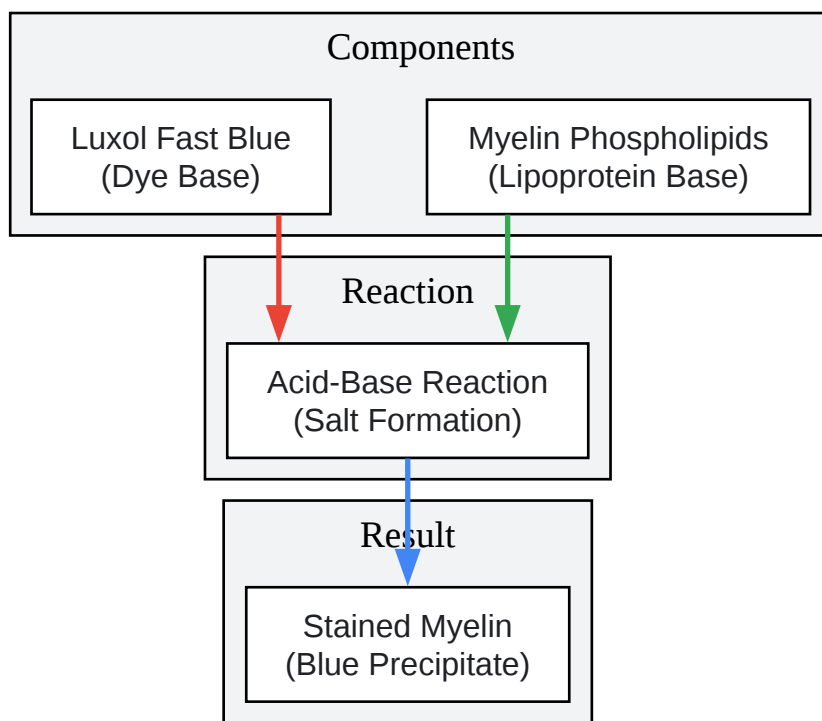 Components
Luxol Fast Blue
(Dye Base)
Myelin Phospholipids
(Lipoprotein Base)
Reaction
Acid-Base Reaction
(Salt Formation)
Result
Stained Myelin
(Blue Precipitate)